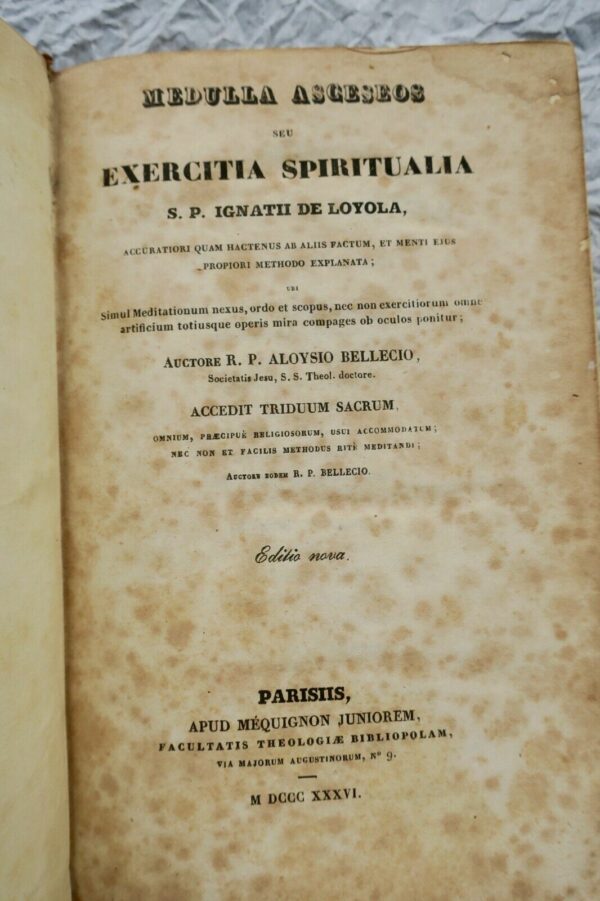 MEDULLA ASCESEOS
SEU
EXERCITIA SPIRITUALIA
S. P. IGNATII DE LOYOLA,
ACCURATIORI QUAM HACTENUS AB ALIIS FACTUM, ET MENTI EJUS
PROPIORI METHODO EXPLANATA;
UBI
Simul Meditationum nexus, ordo et scopus, nec non exercitiorum omne
artificium totiusque operis mira compages ob oculos ponitur;
AUCTORE R. P. ALOYSIO BELLECIO,
Societatis Jesu, S. S. Theol. doctore.
ACCEDIT TRIDUUM SACRUM,
OMNIUM, PRÆCIPUÈ RELIGIOSORUM, USUI ACCOMMODATUM;
NEC NON ET FACILIS METHODUS RITÈ MEDITANDI;
AUCTORE EODEM R. P. BELLECIO.
Editio nova.
PARISIIS,
APUD MÉQUIGNON JUNIOREM,
FACULTATIS THEOLOGIÆ BIBLIOPOLAM,
VIA MAJORUM AUGUSTINORUM, Nº 9.
M DCCC XXXVI.